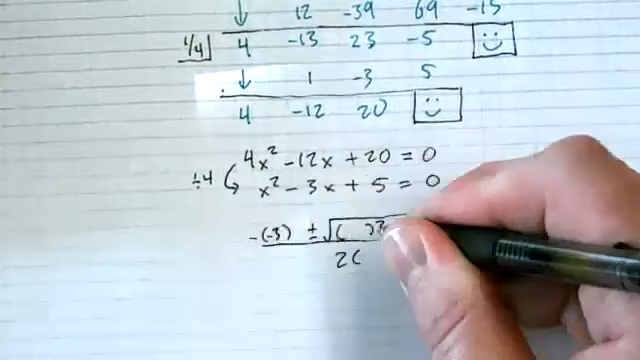 ↓ 12 -39 69 -15
1/4 4 -13 23 -5 ☺
↓ 1 -3 5
4 -12 20 ☺
4x² - 12x + 20 = 0
÷4 x² - 3x + 5 = 0
-(-3) ± √( )²
2(